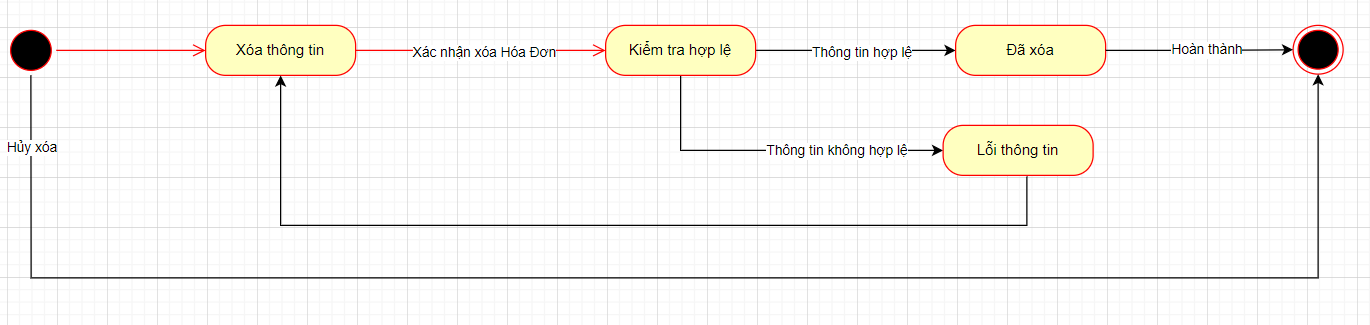 Xóa thông tin
Xác nhận xóa Hóa Đơn
Kiểm tra hợp lệ
Thông tin hợp lệ
Đã xóa
Hoàn thành
Hủy xóa
Thông tin không hợp lệ
Lỗi thông tin